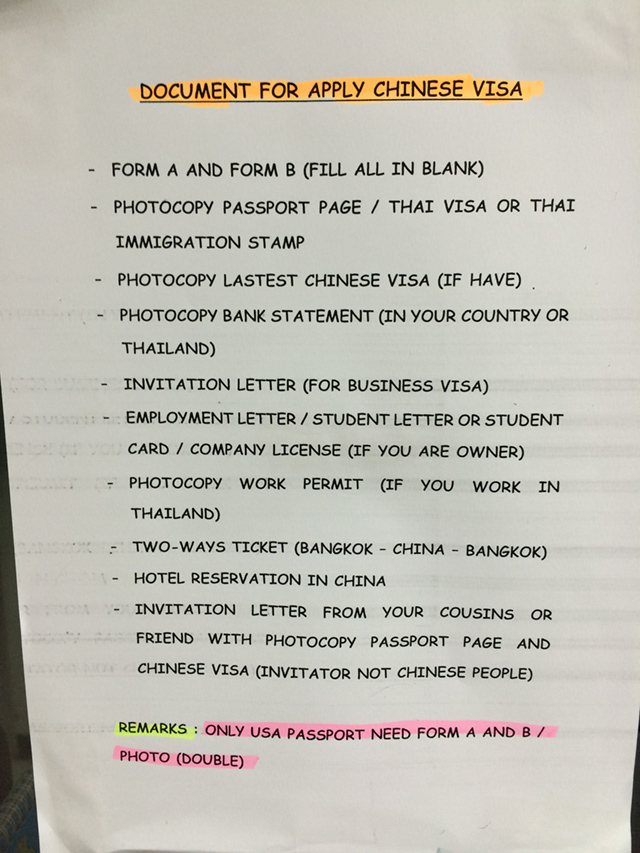 DOCUMENT FOR APPLY CHINESE VISA
- FORM A AND FORM B (FILL ALL IN BLANK)
- PHOTOCOPY PASSPORT PAGE / THAI VISA OR THAI
IMMIGRATION STAMP
- PHOTOCOPY LASTEST CHINESE VISA (IF HAVE)
- PHOTOCOPY BANK STATEMENT (IN YOUR COUNTRY OR
THAILAND)
- INVITATION LETTER (FOR BUSINESS VISA)
- EMPLOYMENT LETTER / STUDENT LETTER OR STUDENT
CARD / COMPANY LICENSE (IF YOU ARE OWNER)
- PHOTOCOPY WORK PERMIT (IF YOU WORK IN
THAILAND)
- TWO-WAYS TICKET (BANGKOK - CHINA - BANGKOK)
- HOTEL RESERVATION IN CHINA
- INVITATION LETTER FROM YOUR COUSINS OR
FRIEND WITH PHOTOCOPY PASSPORT PAGE AND
CHINESE VISA (INVITATOR NOT CHINESE PEOPLE)
REMARKS : ONLY USA PASSPORT NEED FORM A AND B /
PHOTO (DOUBLE)